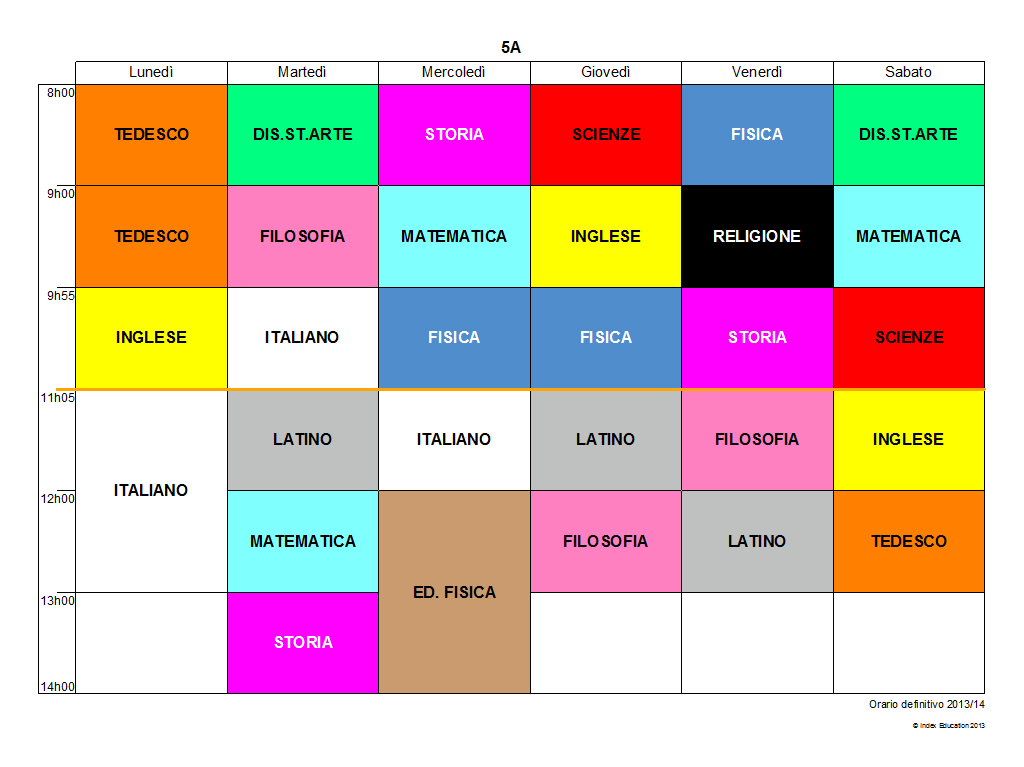 5A
Lunedì Martedì Mercoledì Giovedì Venerdì Sabato
8h00
TEDESCO DIS.ST.ARTE STORIA SCIENZE FISICA DIS.ST.ARTE
9h00
TEDESCO FILOSOFIA MATEMATICA INGLESE RELIGIONE MATEMATICA
9h55
INGLESE ITALIANO FISICA FISICA STORIA SCIENZE
11h05
LATINO ITALIANO LATINO FILOSOFIA INGLESE
ITALIANO
12h00
MATEMATICA FILOSOFIA LATINO TEDESCO
ED. FISICA
13h00
STORIA
14h00
Orario definitivo 2013/14
© Index Education 2013